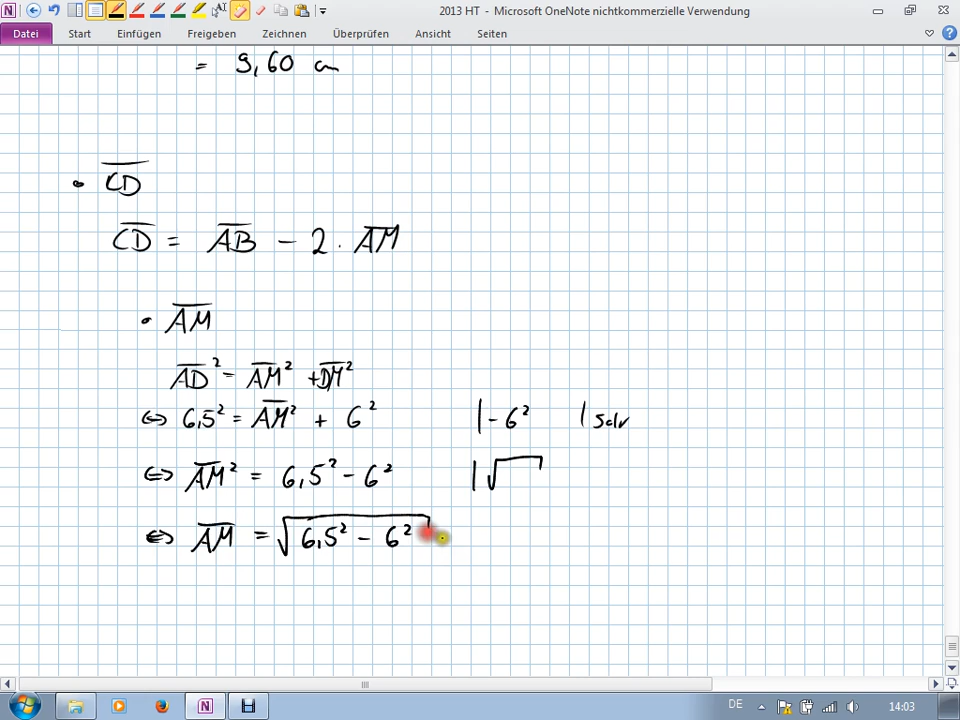 2013 HT - Microsoft OneNote nichtkommerzielle Verwendung
Datei Start Einfügen Freigeben Zeichnen Überprüfen Ansicht Seiten
= 9,60 cm
• CD
CD = AB - 2 · AM
• AM
AD² = AM² + DM²
⇔ 6,5² = AM² + 6² | - 6² | Solv
⇔ AM² = 6,5² - 6² | √
⇔ AM = √6,5² - 6²
DE 14:03